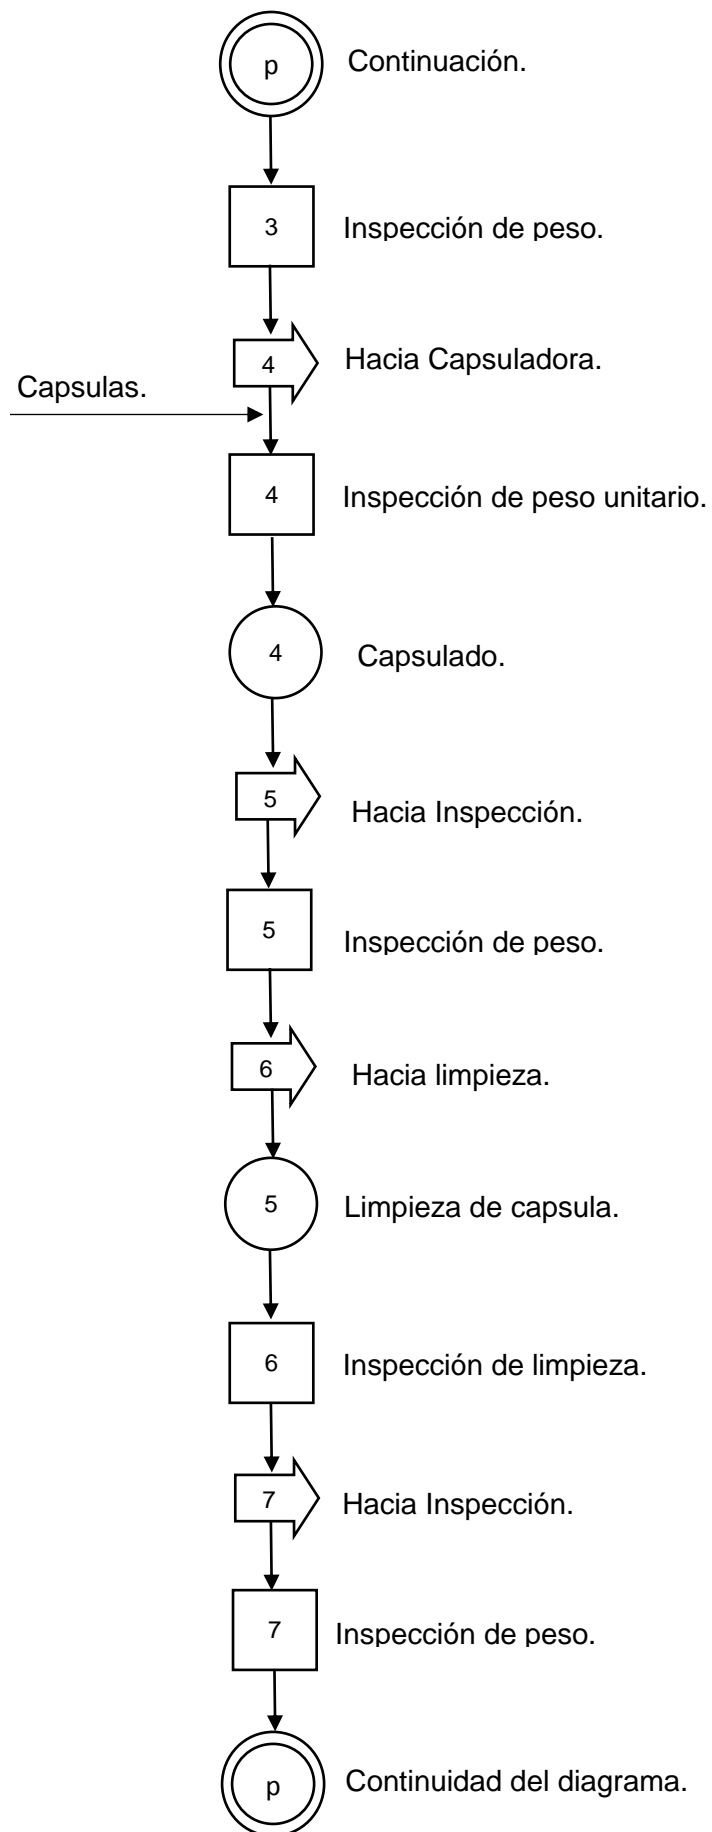 p
Continuación.
3
Inspección de peso.
4
Hacia Capsuladora.
Capsulas.
4
Inspección de peso unitario.
4
Capsulado.
5
Hacia Inspección.
5
Inspección de peso.
6
Hacia limpieza.
5
Limpieza de capsula.
6
Inspección de limpieza.
7
Hacia Inspección.
7
Inspección de peso.
p
Continuidad del diagrama.